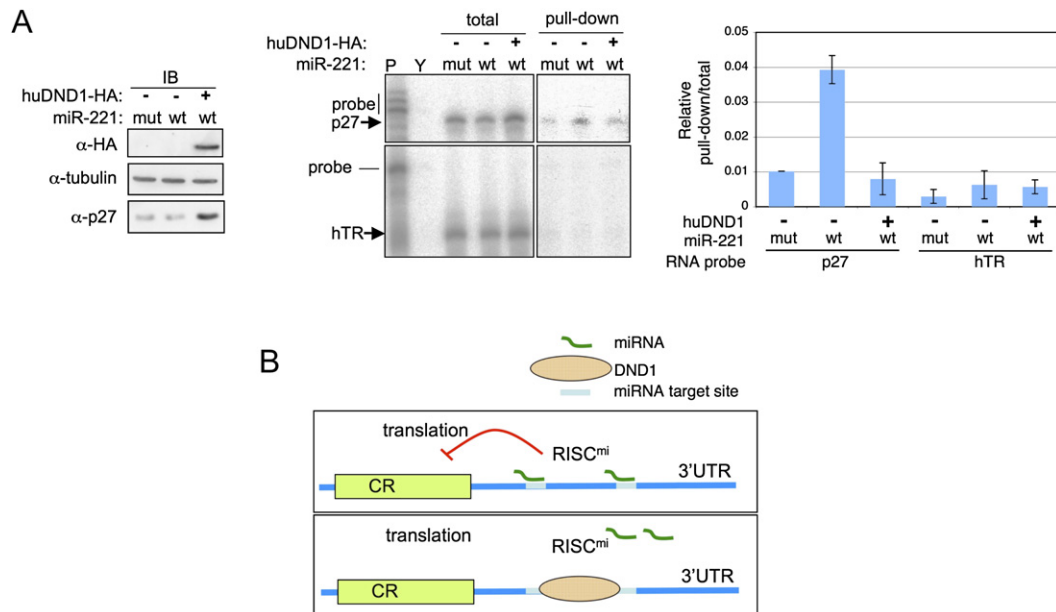 A
IB
huDND1-HA: - - +
miR-221: mut wt wt
α-HA
α-tubulin
α-p27
total pull-down
huDND1-HA: - - + - - +
miR-221: P Y mut wt wt mut wt wt
probe
p27
probe
hTR
Relative
pull-down/total
0.05
0.04
0.03
0.02
0.01
0
huDND1 - - + - - +
miR-221 mut wt wt mut wt wt
RNA probe p27 hTR
B
miRNA
DND1
miRNA target site
translation
RISCmi
3'UTR
CR
translation
RISCmi
3'UTR
CR